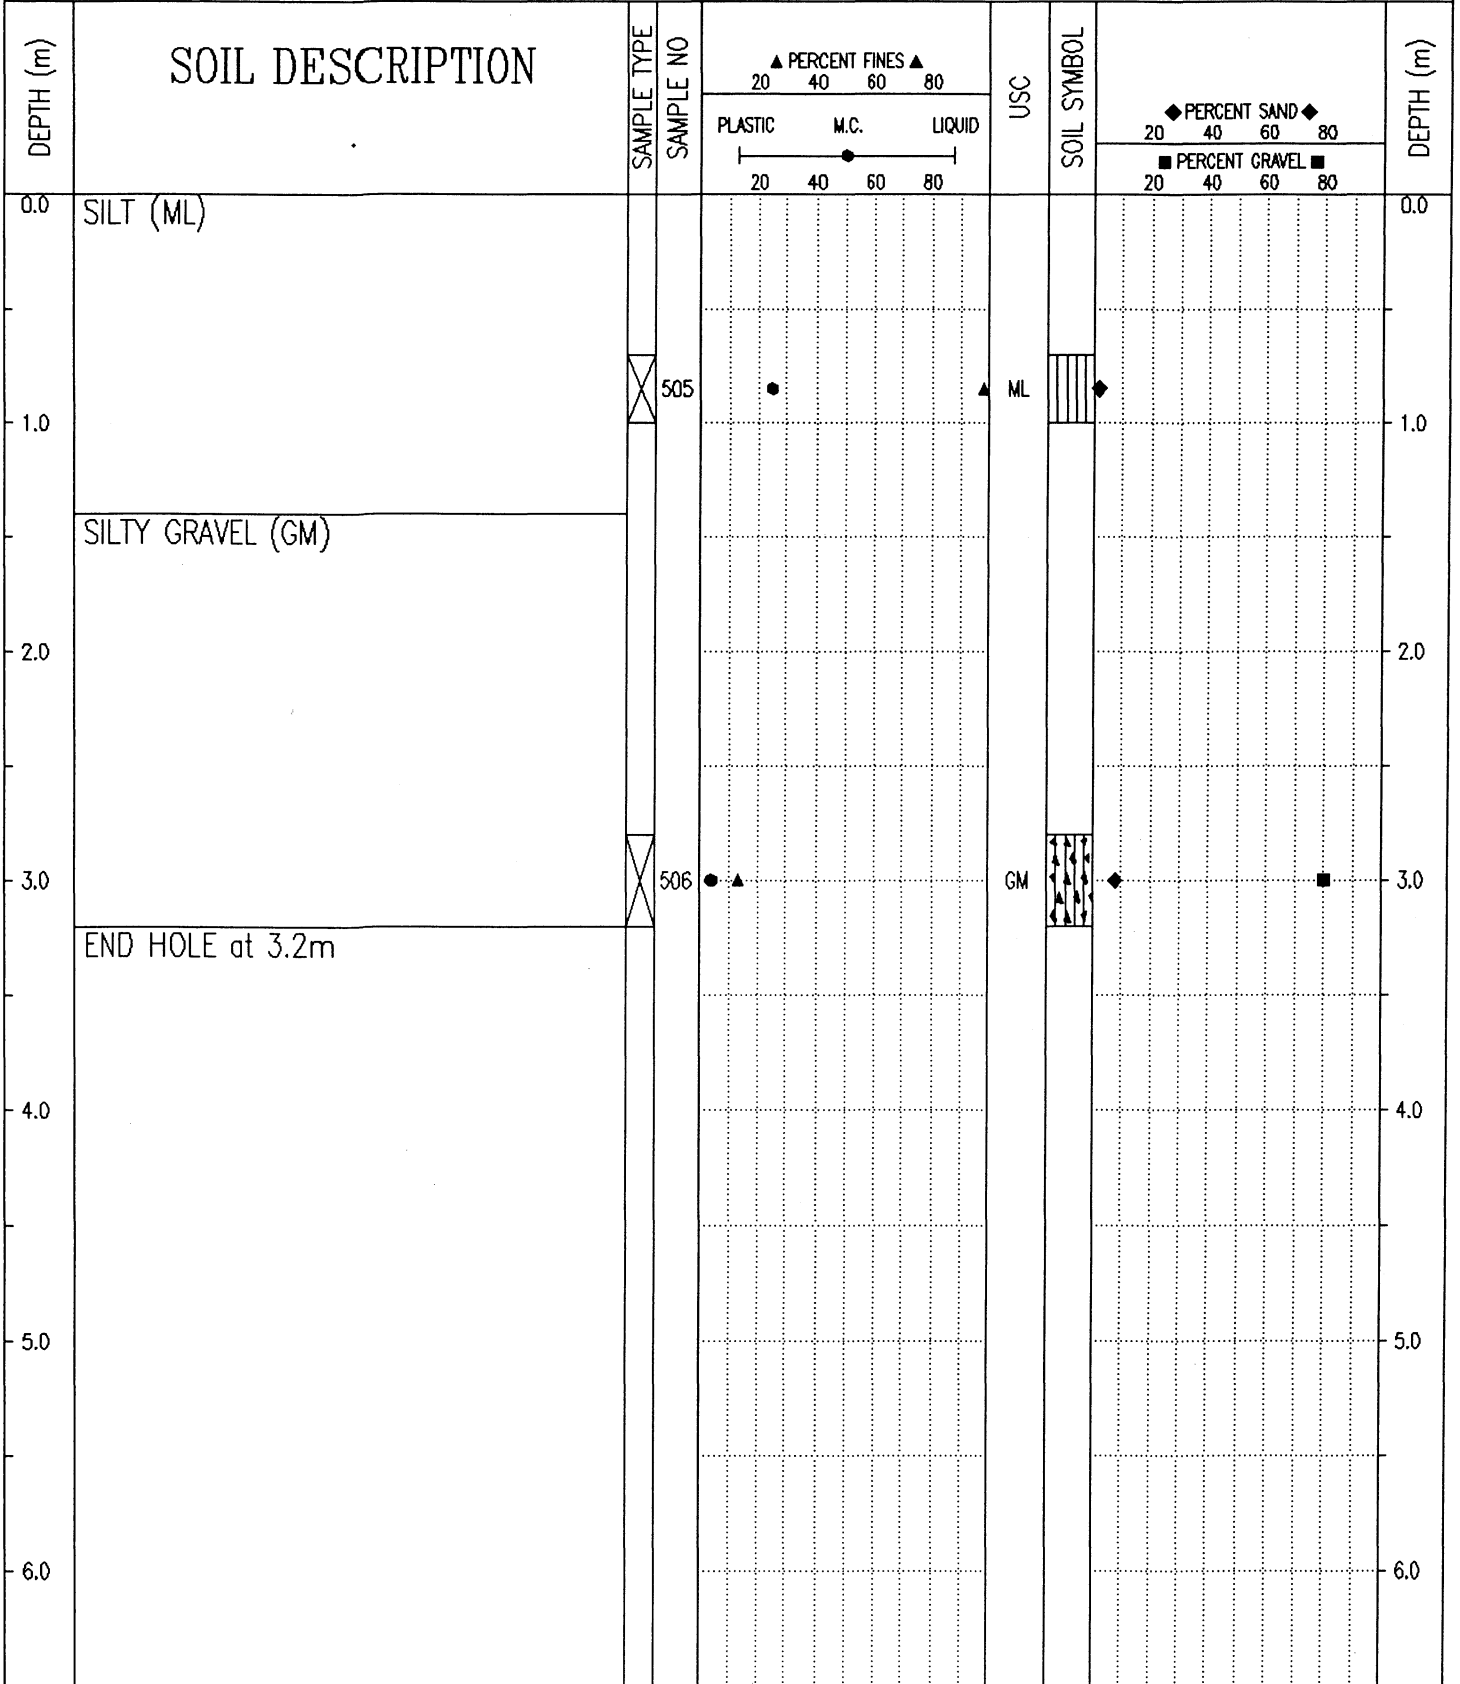 DEPTH (m)
SOIL DESCRIPTION
SAMPLE TYPE
SAMPLE NO
▲ PERCENT FINES ▲
20 40 60 80
PLASTIC M.C. LIQUID
20 40 60 80
USC
SOIL SYMBOL
◆ PERCENT SAND ◆
20 40 60 80
■ PERCENT GRAVEL ■
20 40 60 80
DEPTH (m)
0.0 SILT (ML) 0.0
505 ML
1.0 1.0
SILTY GRAVEL (GM)
2.0 2.0
3.0 506 GM 3.0
END HOLE at 3.2m
4.0 4.0
5.0 5.0
6.0 6.0